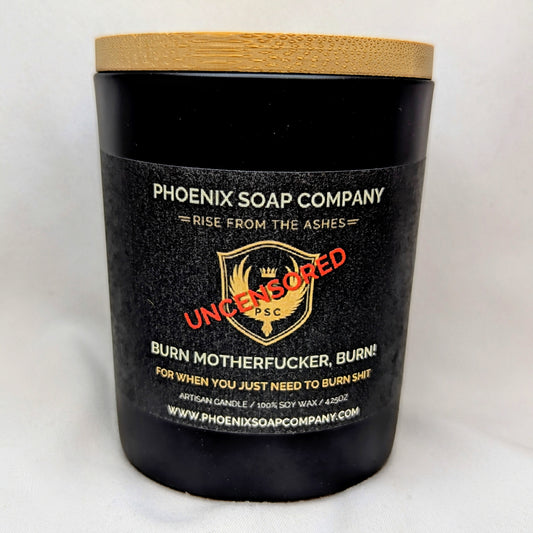 PHOENIX SOAP COMPANY
RISE FROM THE ASHES
UNCENSORED
PSC
BURN MOTHERFUCKER, BURN!
FOR WHEN YOU JUST NEED TO BURN SHIT
ARTISAN CANDLE / 100% SOY WAX / 4.25OZ
WWW.PHOENIXSOAPCOMPANY.COM